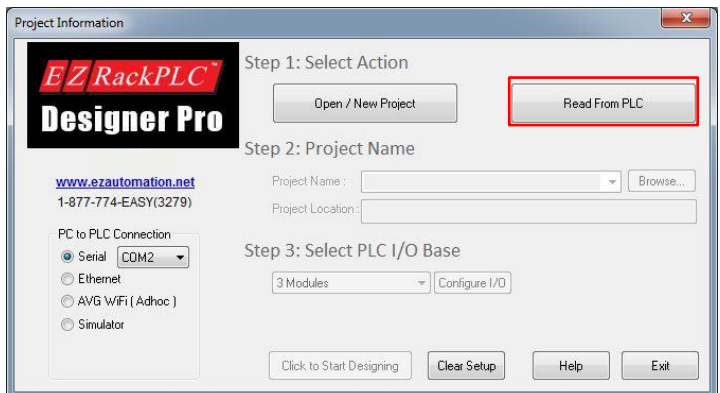 Project Information
EZRackPLC™
Designer Pro
www.ezautomation.net
1-877-774-EASY(3279)
PC to PLC Connection
Serial COM2
Ethernet
AVG WiFi ( Adhoc )
Simulator
Step 1: Select Action
Open / New Project Read From PLC
Step 2: Project Name
Project Name : Browse...
Project Location :
Step 3: Select PLC I/O Base
3 Modules Configure I/O
Click to Start Designing Clear Setup Help Exit